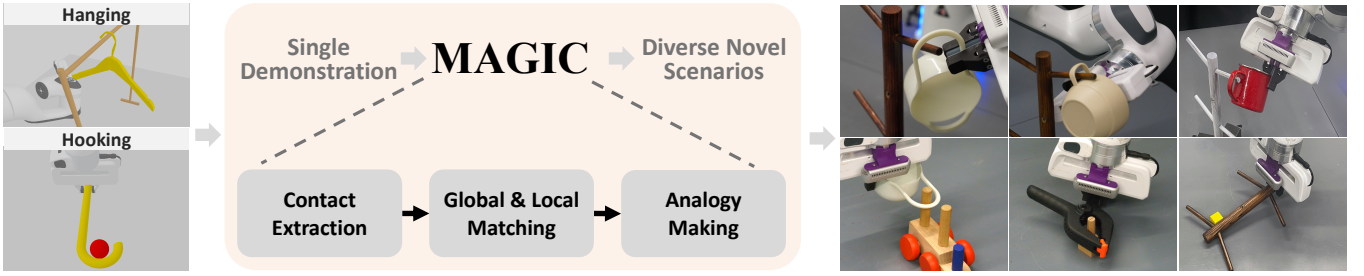 Hanging
Hooking
Single
Demonstration
MAGIC
Diverse Novel
Scenarios
Contact
Extraction
Global & Local
Matching
Analogy
Making